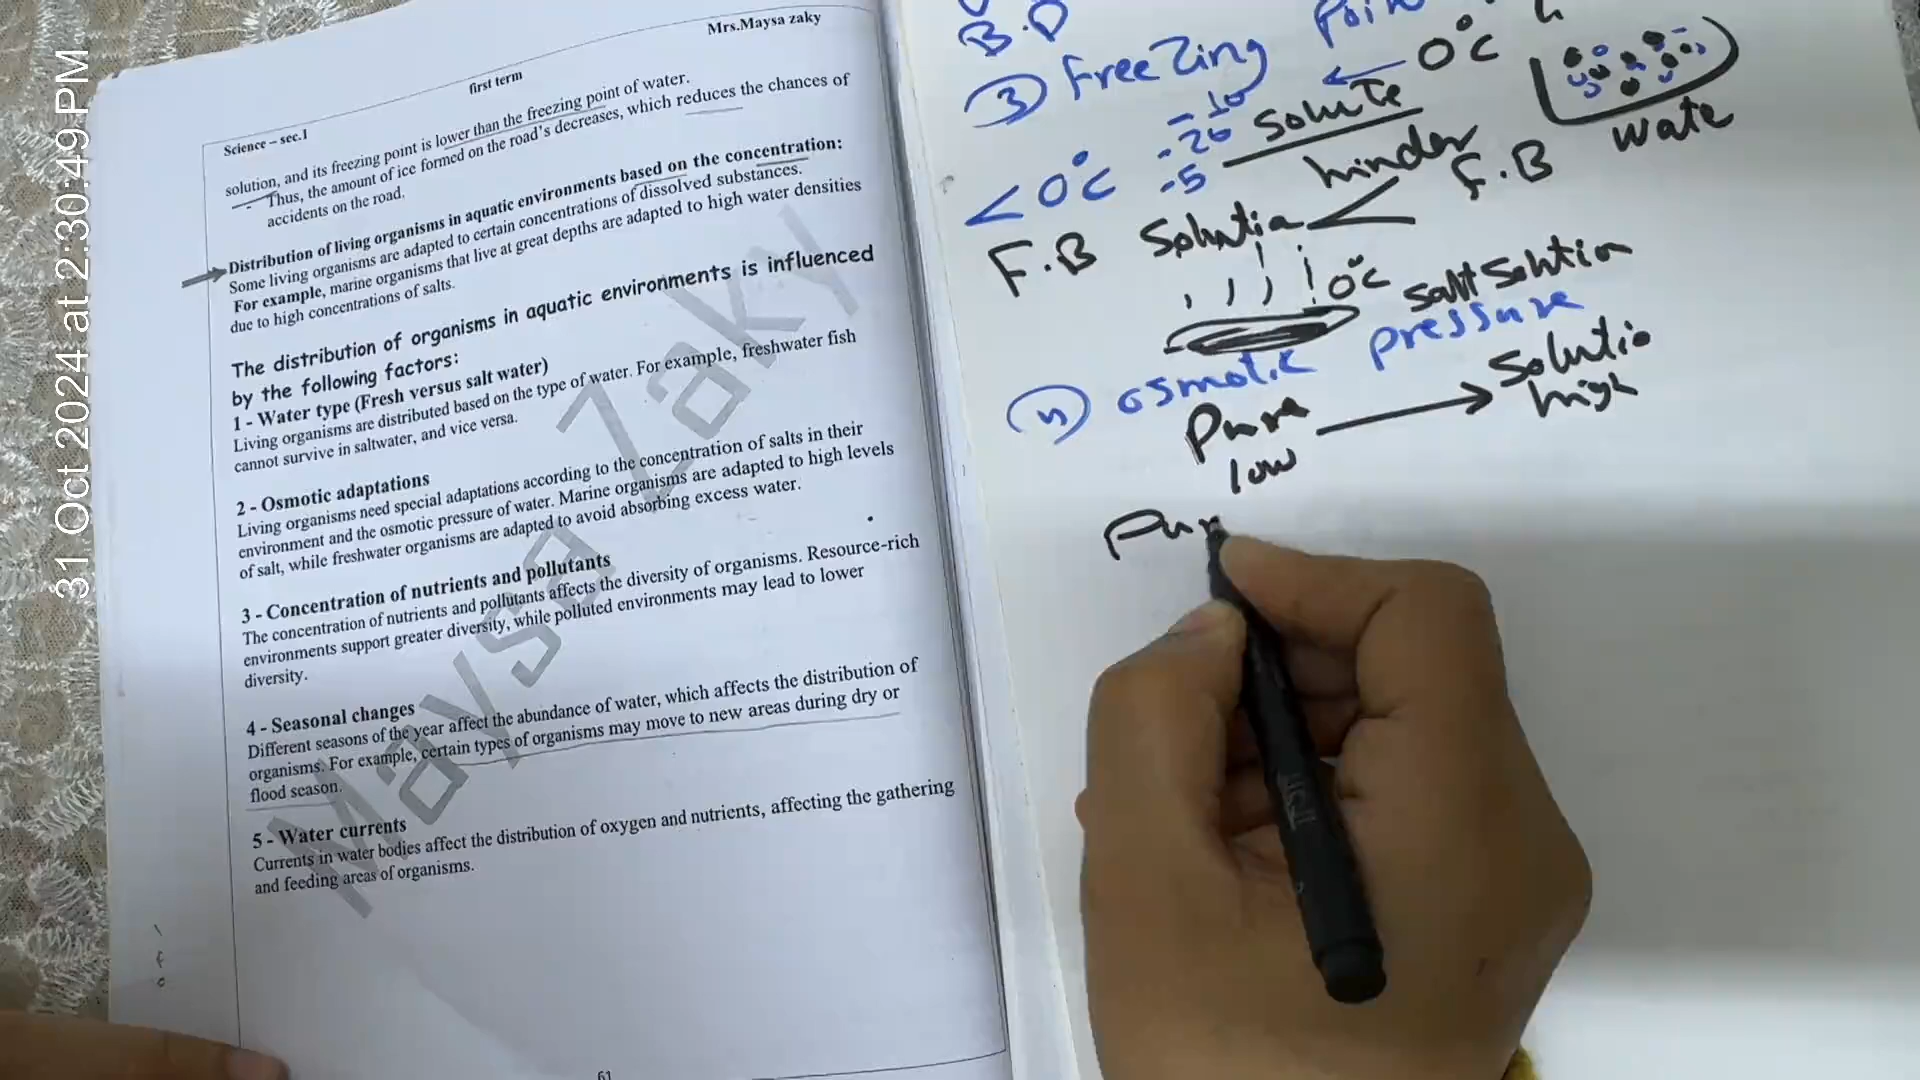 31 Oct 2024 at 2:30:49 PM
Mrs.Maysa zaky
first term
Science – sec.1
solution, and its freezing point is lower than the freezing point of water.
- Thus, the amount of ice formed on the road's decreases, which reduces the chances of
accidents on the road.
Distribution of living organisms in aquatic environments based on the concentration:
Some living organisms are adapted to certain concentrations of dissolved substances.
For example, marine organisms that live at great depths are adapted to high water densities
due to high concentrations of salts.
The distribution of organisms in aquatic environments is influenced
by the following factors:
1 - Water type (Fresh versus salt water)
Living organisms are distributed based on the type of water. For example, freshwater fish
cannot survive in saltwater, and vice versa.
2 - Osmotic adaptations
Living organisms need special adaptations according to the concentration of salts in their
environment and the osmotic pressure of water. Marine organisms are adapted to high levels
of salt, while freshwater organisms are adapted to avoid absorbing excess water.
3 - Concentration of nutrients and pollutants
The concentration of nutrients and pollutants affects the diversity of organisms. Resource-rich
environments support greater diversity, while polluted environments may lead to lower
diversity.
4 - Seasonal changes
Different seasons of the year affect the abundance of water, which affects the distribution of
organisms. For example, certain types of organisms may move to new areas during dry or
flood season.
5 - Water currents
Currents in water bodies affect the distribution of oxygen and nutrients, affecting the gathering
and feeding areas of organisms.
61
Maysa Zaky
3 Freezing Poin
0°C
-10
-20
-5
solute
hinder
wate
<0°C
F.B
F.B Solutio <
0°C salt solution
osmotic pressure
Pure → Solutio
low high
Pur